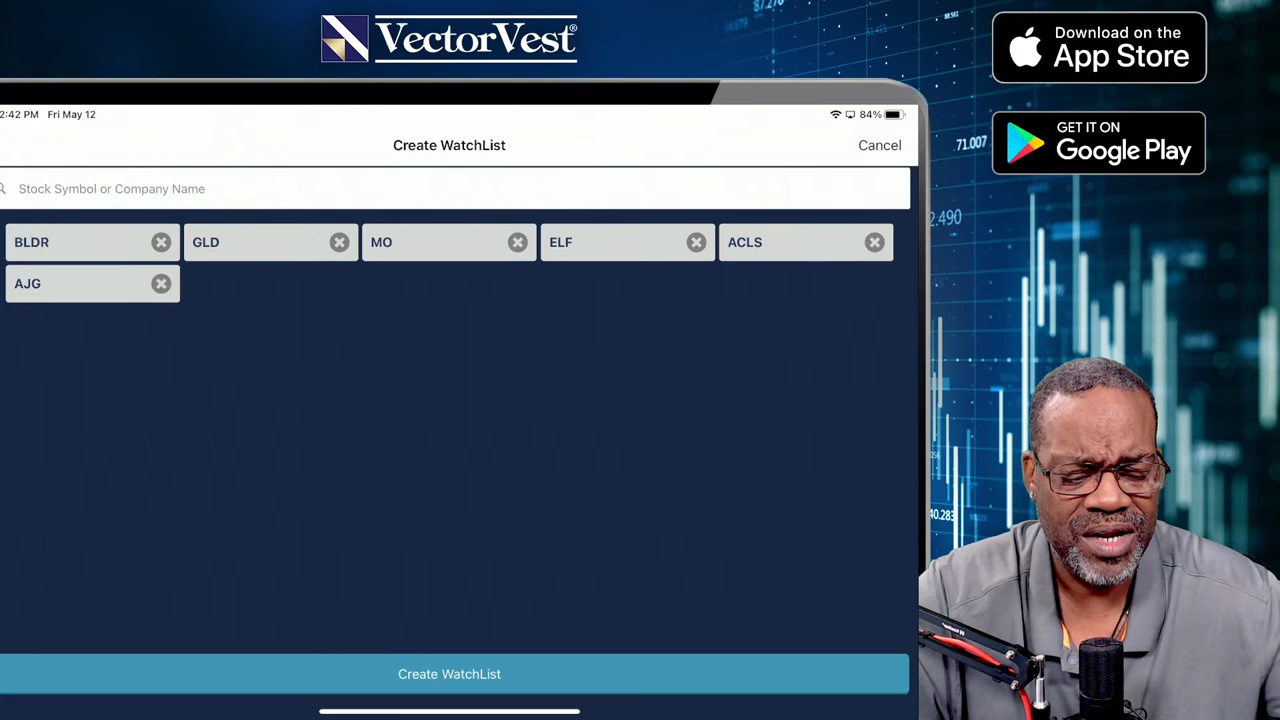 VectorVest®
Download on the
App Store
GET IT ON
Google Play
2:42 PM Fri May 12
84%
Create WatchList
Cancel
Stock Symbol or Company Name
BLDR
GLD
MO
ELF
ACLS
AJG
Create WatchList
87.270
71.007
2.490
40.283